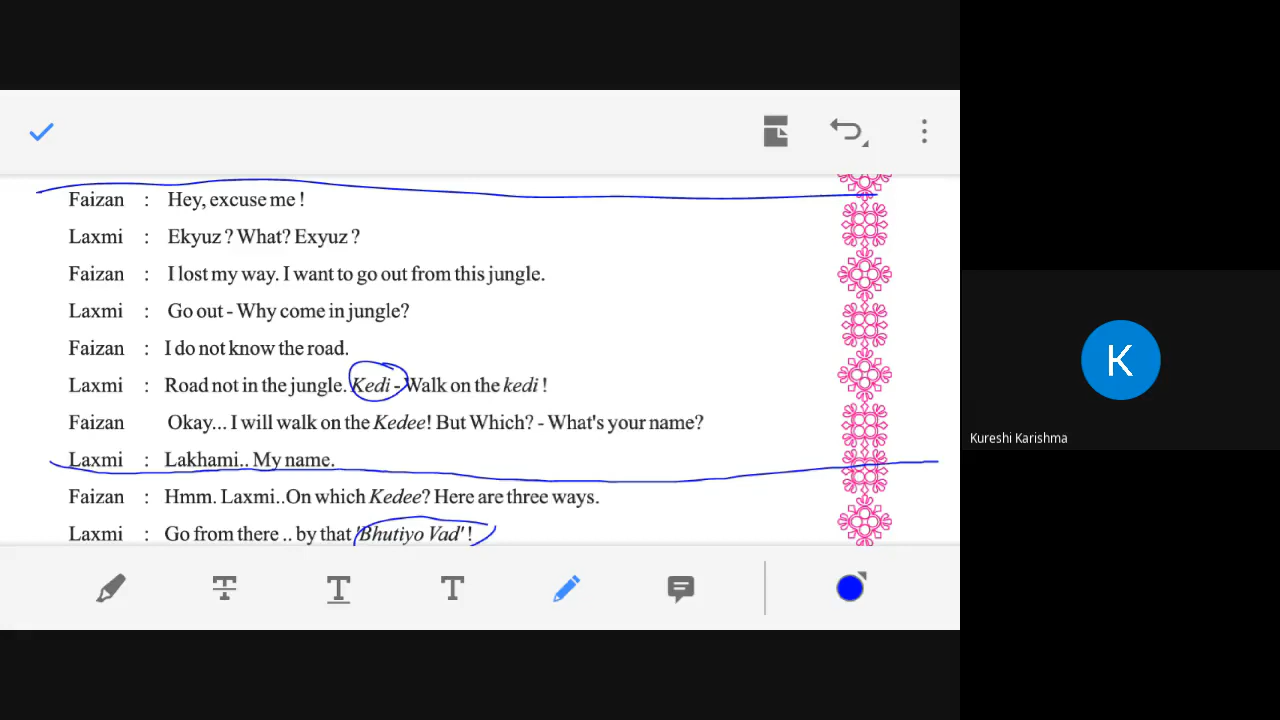 Faizan : Hey, excuse me !
Laxmi : Ekyuz ? What? Exyuz ?
Faizan : I lost my way. I want to go out from this jungle.
Laxmi : Go out - Why come in jungle?
Faizan : I do not know the road.
Laxmi : Road not in the jungle. Kedi - Walk on the kedi !
Faizan Okay... I will walk on the Kedee! But Which? - What's your name?
Laxmi : Lakhami.. My name.
Faizan : Hmm. Laxmi..On which Kedee? Here are three ways.
Laxmi : Go from there .. by that 'Bhutiyo Vad' !
K
Kureshi Karishma